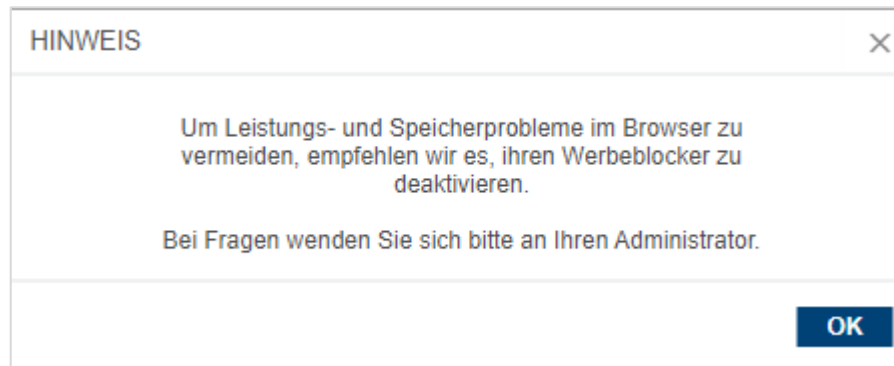 HINWEIS
Um Leistungs- und Speicherprobleme im Browser zu
vermeiden, empfehlen wir es, ihren Werbeblocker zu
deaktivieren.
Bei Fragen wenden Sie sich bitte an Ihren Administrator.
OK